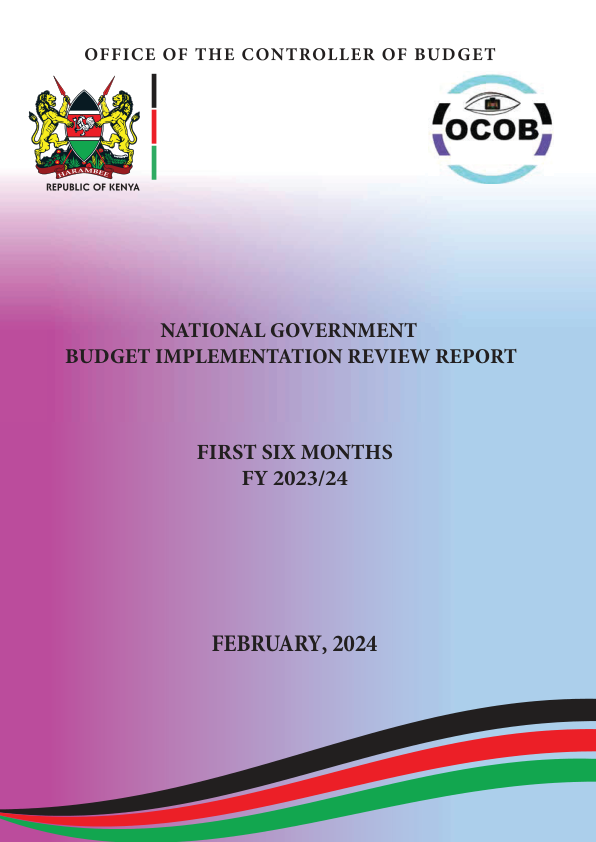 OFFICE OF THE CONTROLLER OF BUDGET
HARAMBEE
REPUBLIC OF KENYA
OCOB
NATIONAL GOVERNMENT
BUDGET IMPLEMENTATION REVIEW REPORT
FIRST SIX MONTHS
FY 2023/24
FEBRUARY, 2024